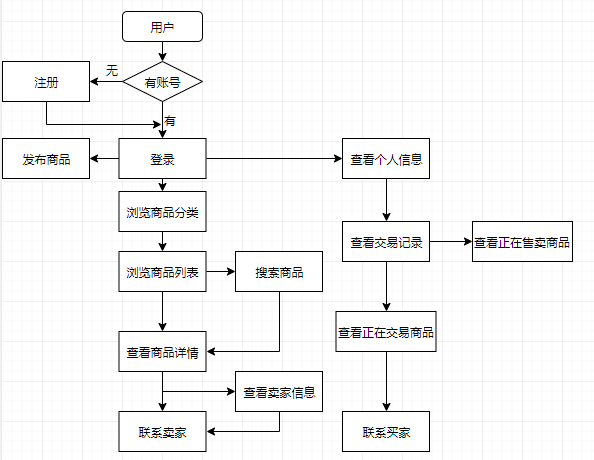 用户
无
注册
有账号
有
发布商品
登录
查看个人信息
浏览商品分类
查看交易记录
查看正在售卖商品
浏览商品列表
搜索商品
查看商品详情
查看正在交易商品
查看卖家信息
联系卖家
联系买家